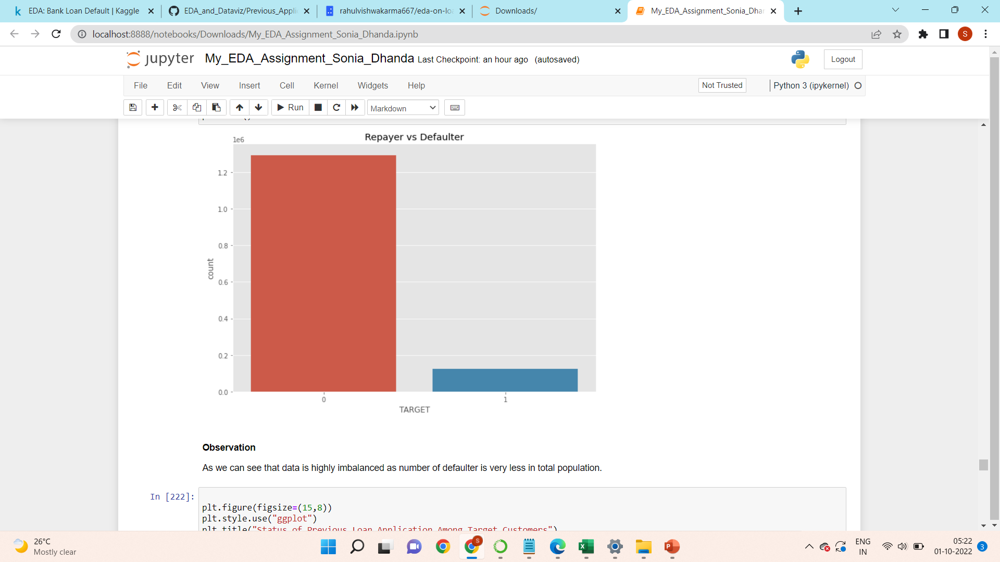 EDA: Bank Loan Default | Kaggle
EDA_and_Dataviz/Previous_Appli
rahulvishwakarma667/eda-on-loa
Downloads/
My_EDA_Assignment_Sonia_Dhan
localhost:8888/notebooks/Downloads/My_EDA_Assignment_Sonia_Dhanda.ipynb
S
jupyter My_EDA_Assignment_Sonia_Dhanda Last Checkpoint: an hour ago (autosaved)
Logout
File Edit View Insert Cell Kernel Widgets Help
Not Trusted
Python 3 (ipykernel)
Run
Markdown
Repayer vs Defaulter
1e6
1.2
1.0
0.8
0.6
0.4
0.2
0.0
count
0 1
TARGET
Observation
As we can see that data is highly imbalanced as number of defaulter is very less in total population.
In [222]:
plt.figure(figsize=(15,8))
plt.style.use("ggplot")
plt.title("Status of Previous Loan Application Among Target Customers")
26°C
Mostly clear
S
ENG
IN
05:22
01-10-2022
3